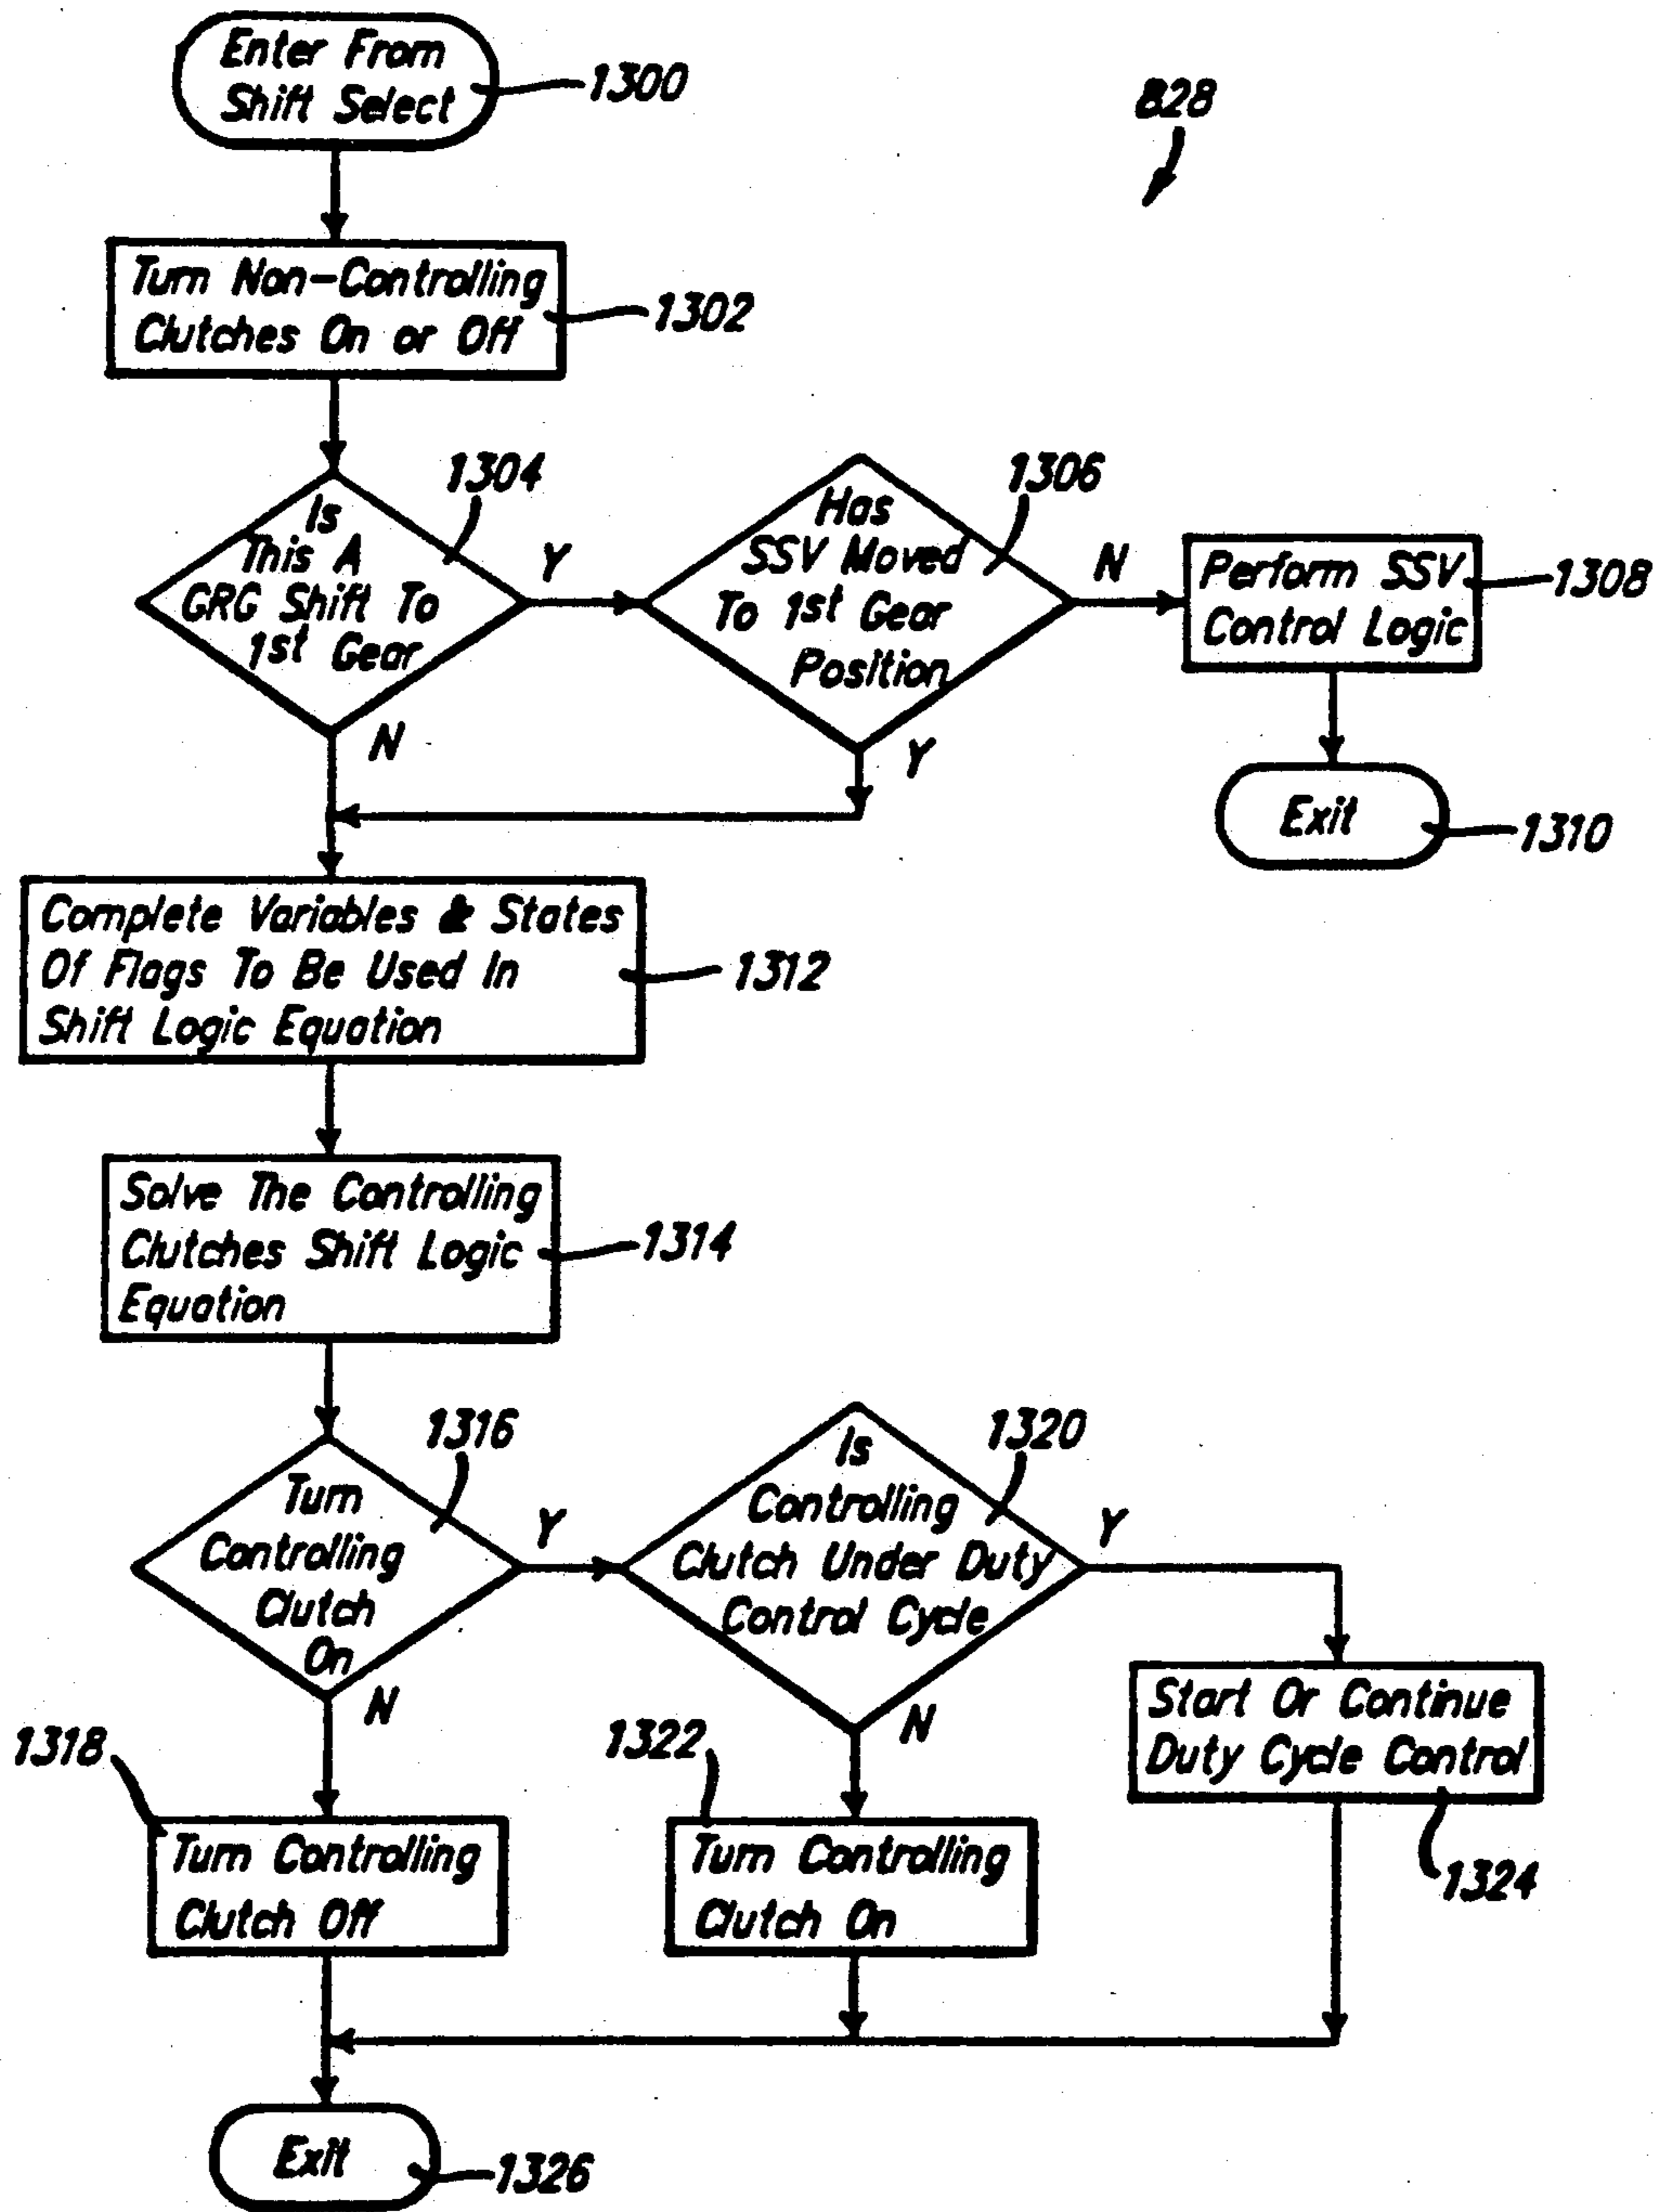 Enter From
Shift Select
1300
828
Turn Non-Controlling
Clutches On or Off
1302
Is
This A
GRG Shift To
1st Gear
1304
Y
N
Has
SSV Moved
To 1st Gear
Position
1306
N
Y
Perform SSV
Control Logic
1308
Exit
1310
Complete Variables & States
Of Flags To Be Used In
Shift Logic Equation
1312
Solve The Controlling
Clutches Shift Logic
Equation
1314
Turn
Controlling
Clutch
On
1316
Y
N
Is
Controlling
Clutch Under Duty
Control Cycle
1320
Y
N
Start Or Continue
Duty Cycle Control
1324
1318
Turn Controlling
Clutch Off
1322
Turn Controlling
Clutch On
Exit
1326